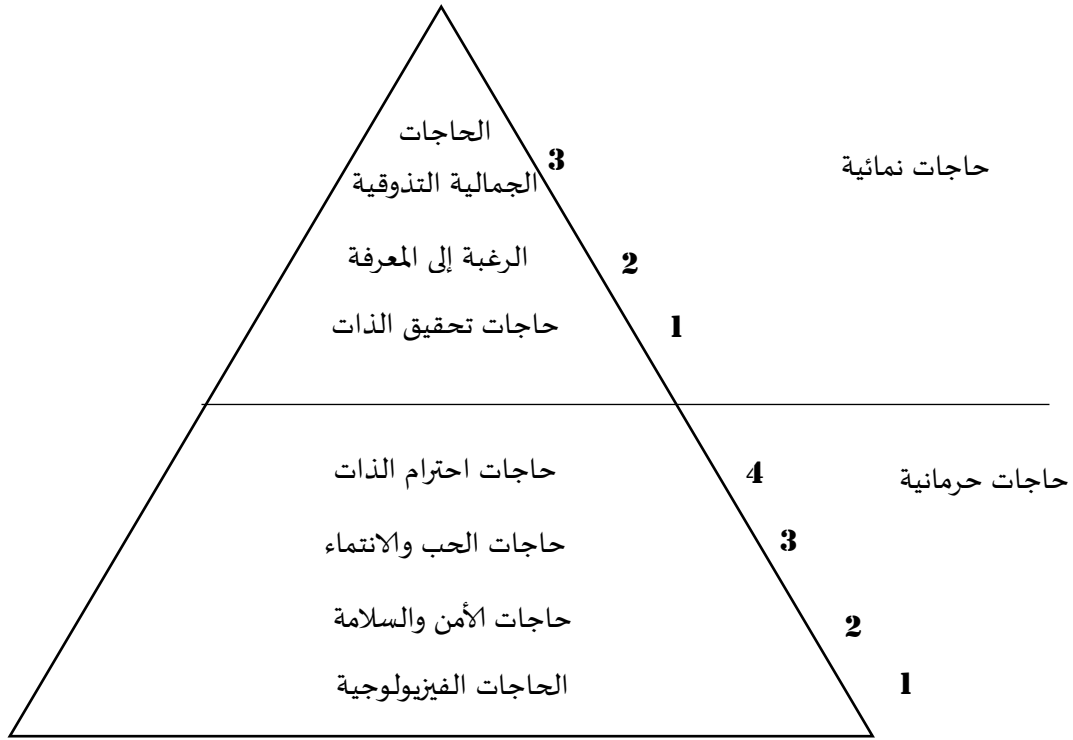 الحاجات
3
حاجات نمائية
الجمالية التذوقية
الرغبة إلى المعرفة
2
حاجات تحقيق الذات
1
حاجات احترام الذات
4
حاجات حرمانية
حاجات الحب والانتماء
3
حاجات الأمن والسلامة
2
الحاجات الفيزيولوجية
1